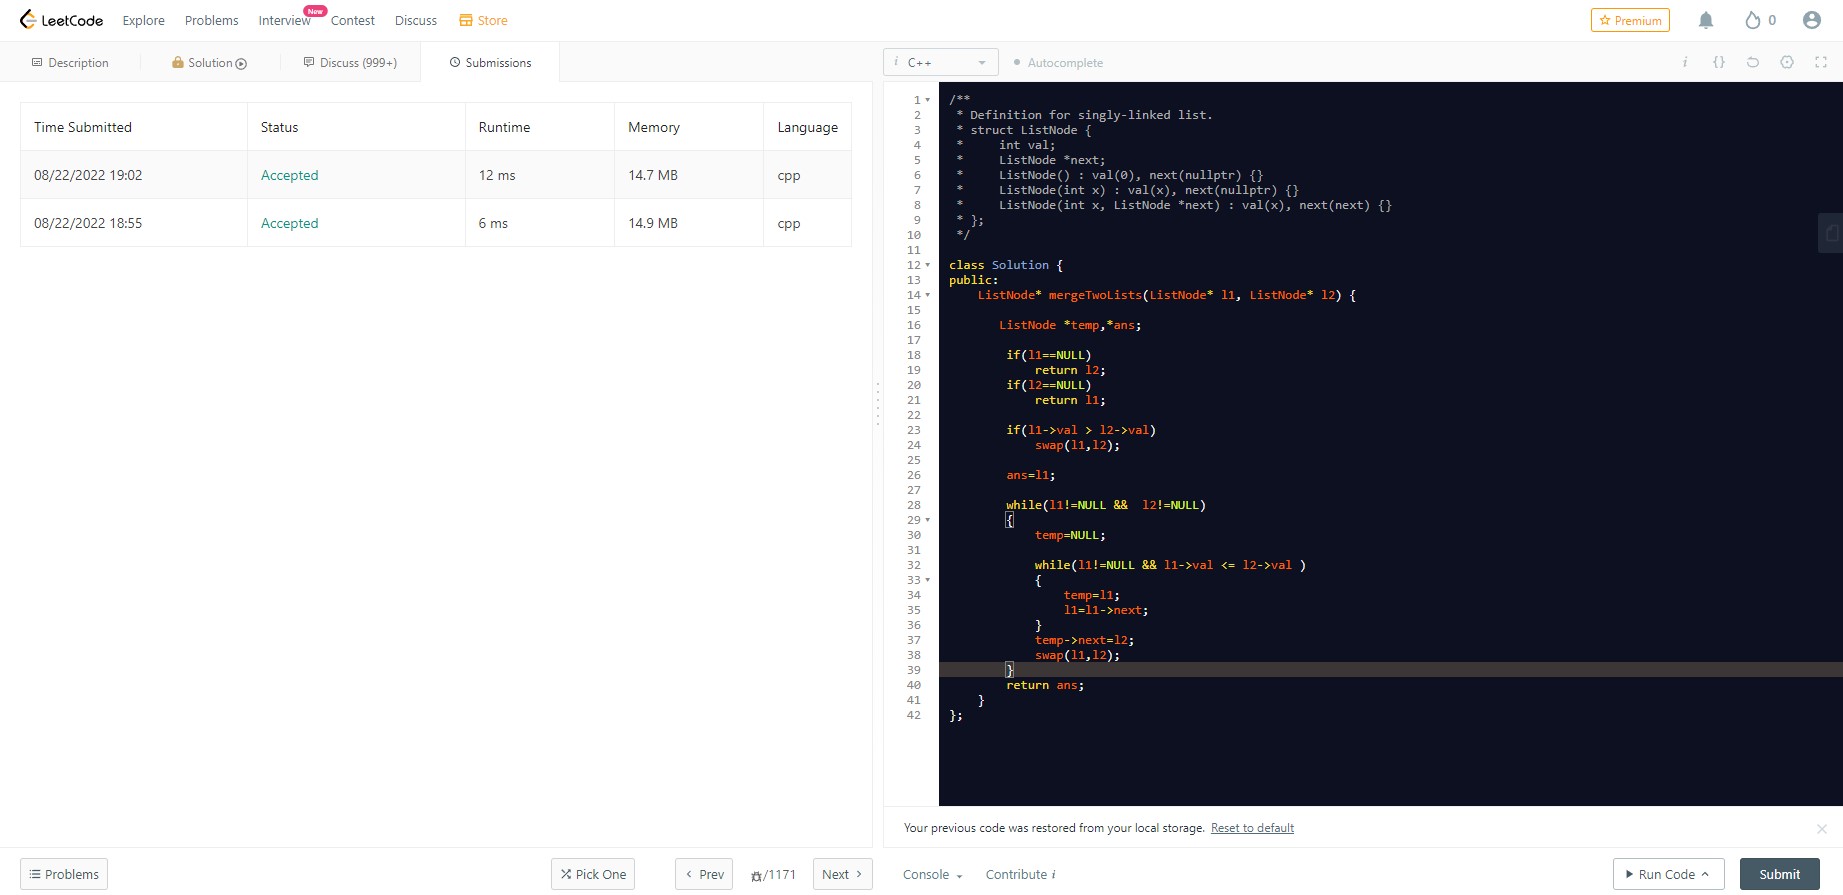 LeetCode Explore Problems Interview New Contest Discuss Store Premium 0
Description Solution Discuss (999+) Submissions
Time Submitted Status Runtime Memory Language
08/22/2022 19:02 Accepted 12 ms 14.7 MB cpp
08/22/2022 18:55 Accepted 6 ms 14.9 MB cpp
Problems Pick One Prev /1171 Next
i C++ Autocomplete i {}
1 /**
2  * Definition for singly-linked list.
3  * struct ListNode {
4  *     int val;
5  *     ListNode *next;
6  *     ListNode() : val(0), next(nullptr) {}
7  *     ListNode(int x) : val(x), next(nullptr) {}
8  *     ListNode(int x, ListNode *next) : val(x), next(next) {}
9  * };
10  */
11
12 class Solution {
13 public:
14     ListNode* mergeTwoLists(ListNode* l1, ListNode* l2) {
15
16        ListNode *temp,*ans;
17
18         if(l1==NULL)
19             return l2;
20         if(l2==NULL)
21             return l1;
22
23         if(l1->val > l2->val)
24             swap(l1,l2);
25
26         ans=l1;
27
28         while(l1!=NULL &&  l2!=NULL)
29         {
30             temp=NULL;
31
32             while(l1!=NULL && l1->val <= l2->val )
33             {
34                 temp=l1;
35                 l1=l1->next;
36             }
37             temp->next=l2;
38             swap(l1,l2);
39         }
40         return ans;
41     }
42 };
Your previous code was restored from your local storage. Reset to default
Console Contribute i Run Code Submit